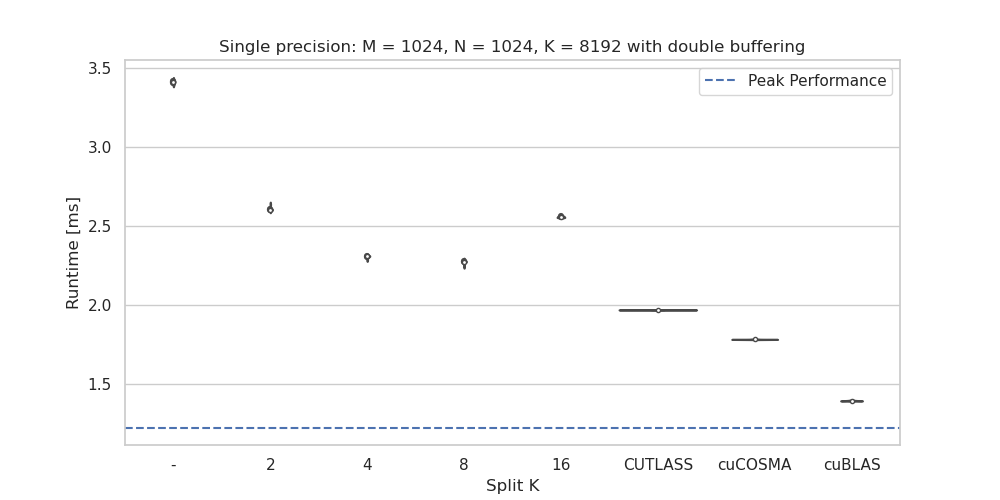 Single precision: M = 1024, N = 1024, K = 8192 with double buffering
Peak Performance
Runtime [ms]
3.5
3.0
2.5
2.0
1.5
- 2 4 8 16 CUTLASS cuCOSMA cuBLAS
Split K